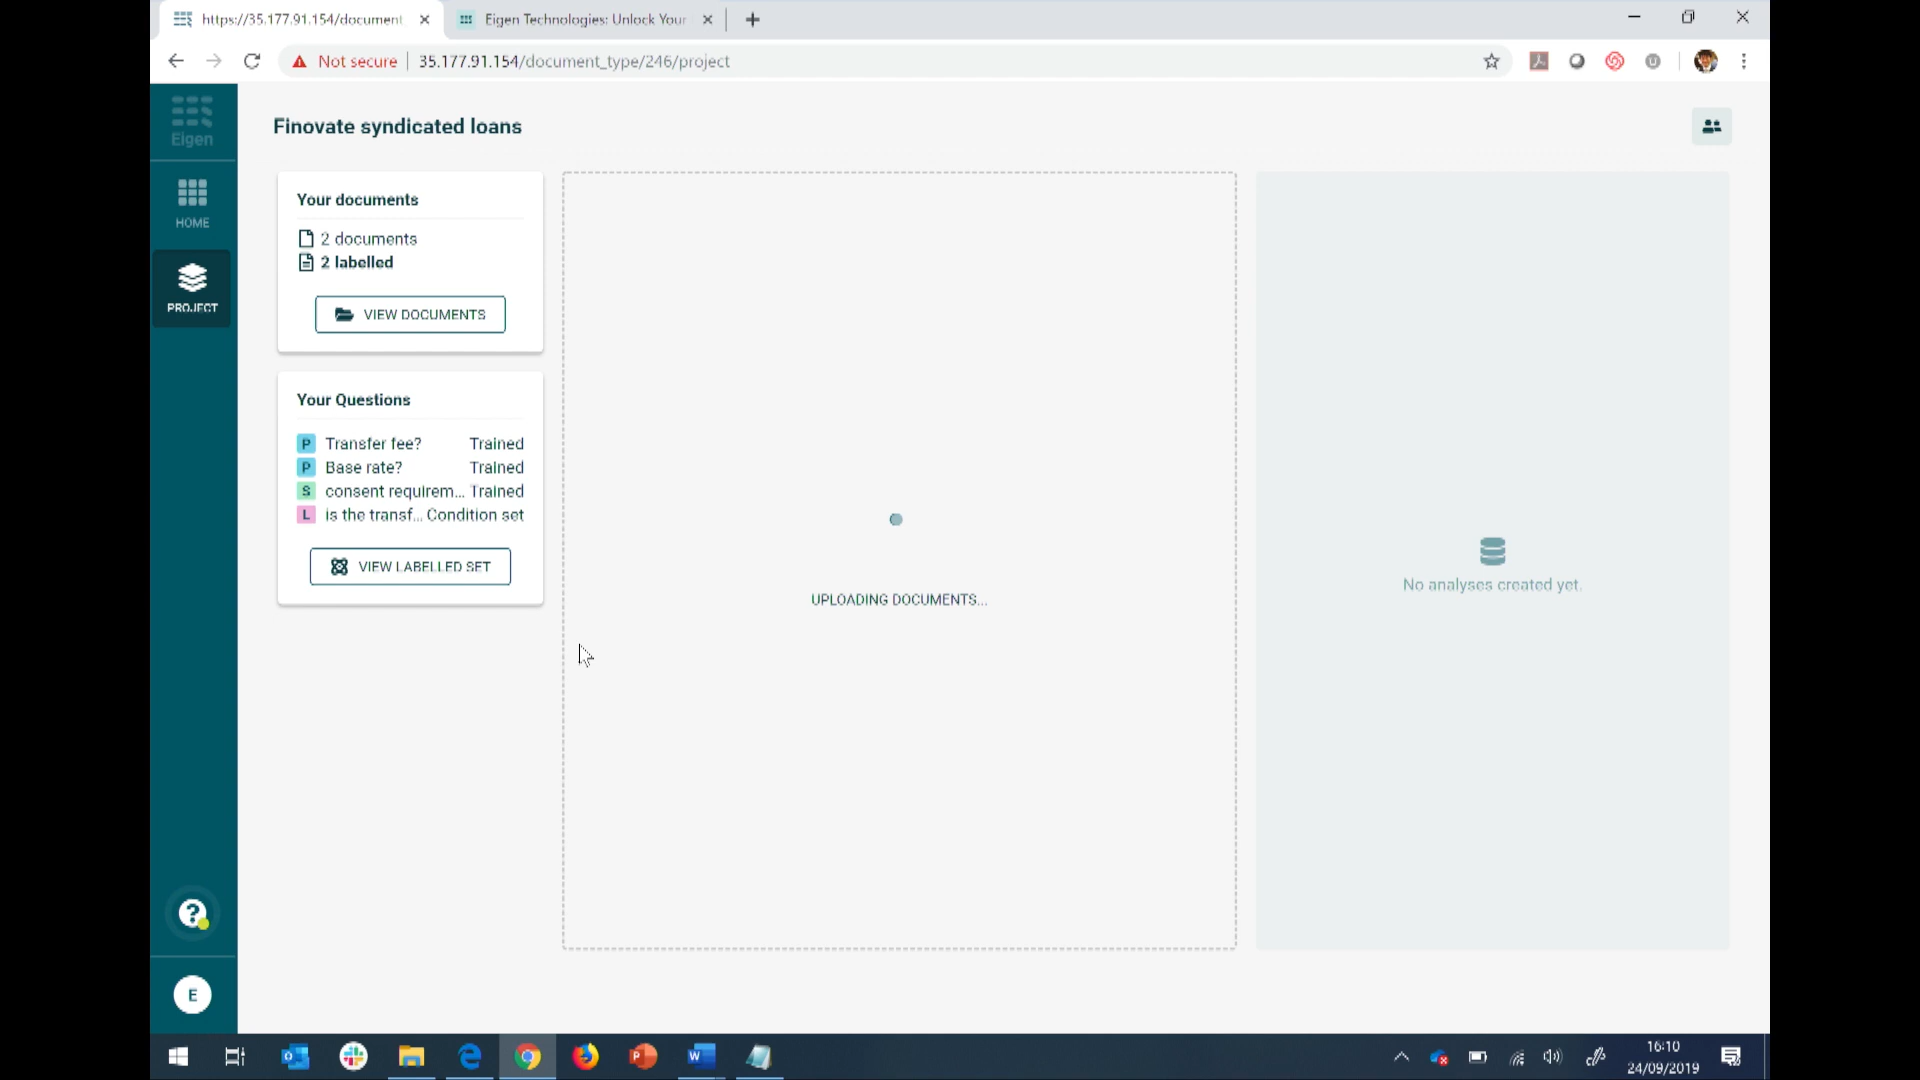 https://35.177.91.154/document
Eigen Technologies: Unlock Your
Not secure
35.177.91.154/document_type/246/project
Eigen
Finovate syndicated loans
HOME
PROJECT
Your documents
2 documents
2 labelled
VIEW DOCUMENTS
Your Questions
P Transfer fee? Trained
P Base rate? Trained
S consent requirem... Trained
L is the transf... Condition set
VIEW LABELLED SET
UPLOADING DOCUMENTS...
No analyses created yet.
?
E
16:10
24/09/2019